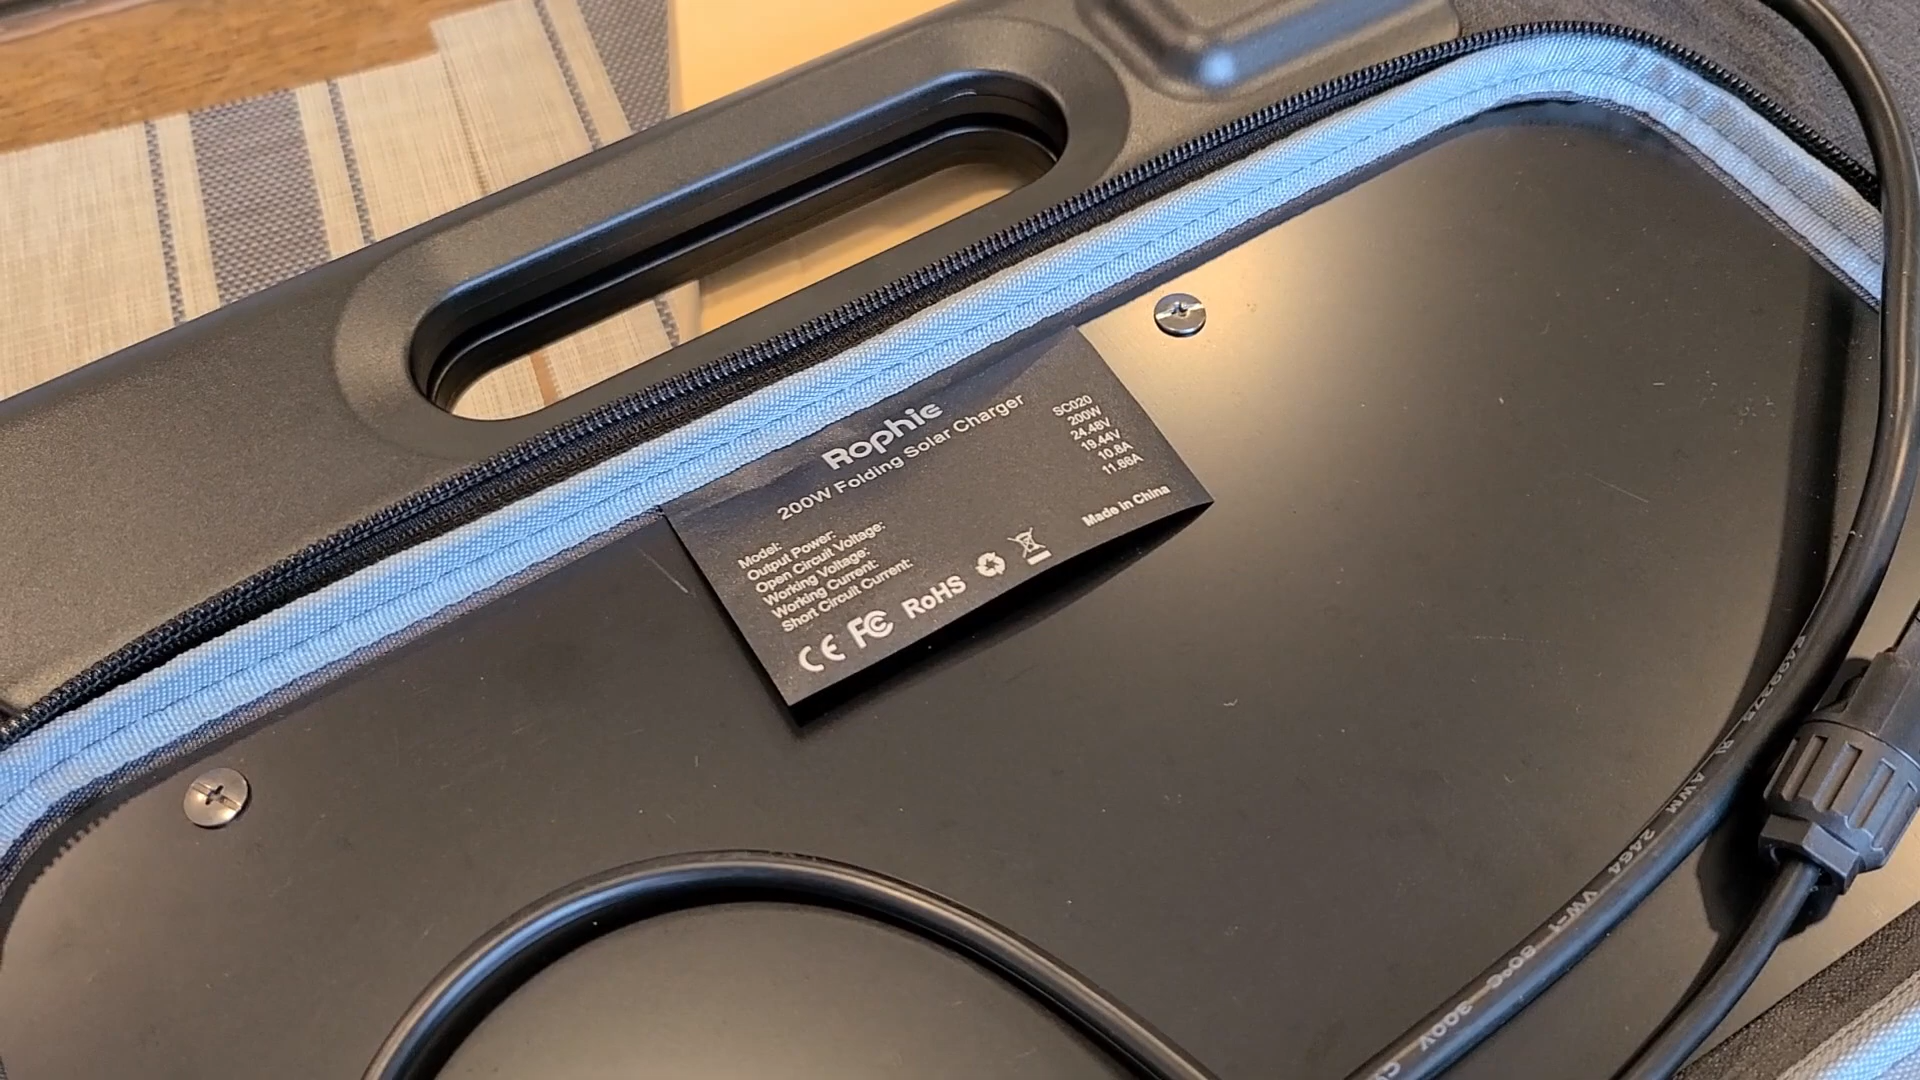 Rophie
200W Folding Solar Charger
Model: SC020
Output Power: 200W
Open Circuit Voltage: 24.48V
Working Voltage: 19.44V
Working Current: 10.8A
Short Circuit Current: 11.66A
CE FC RoHS Made in China
AWM 2464 VW-1 80°C 300V